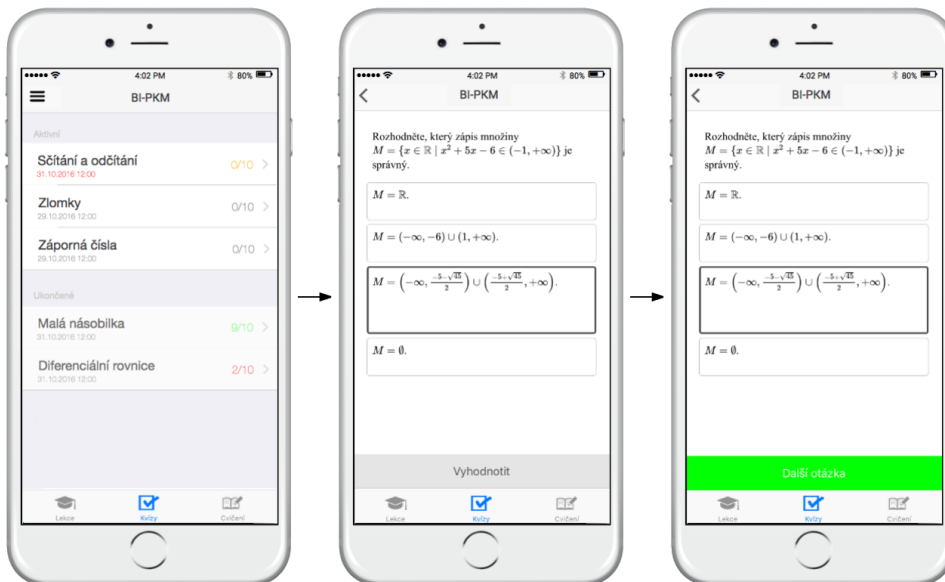 4:02 PM
80%
BI-PKM
Aktivní
Sčítání a odčítání
0/10
31.10.2016 12:00
Zlomky
0/10
29.10.2016 12:00
Záporná čísla
0/10
29.10.2016 12:00
Ukončené
Malá násobilka
9/10
31.10.2016 12:00
Diferenciální rovnice
2/10
31.10.2016 12:00
Lekce
Kvízy
Cvičení
4:02 PM
80%
BI-PKM
Rozhodněte, který zápis množiny
M = {x ∈ ℝ | x² + 5x − 6 ∈ (−1, +∞)} je
správný.
M = ℝ.
M = (−∞, −6) ∪ (1, +∞).
M = (−∞, (−5−√45)/2) ∪ ((−5+√45)/2, +∞).
M = ∅.
Vyhodnotit
Lekce
Kvízy
Cvičení
4:02 PM
80%
BI-PKM
Rozhodněte, který zápis množiny
M = {x ∈ ℝ | x² + 5x − 6 ∈ (−1, +∞)} je
správný.
M = ℝ.
M = (−∞, −6) ∪ (1, +∞).
M = (−∞, (−5−√45)/2) ∪ ((−5+√45)/2, +∞).
M = ∅.
Další otázka
Lekce
Kvízy
Cvičení